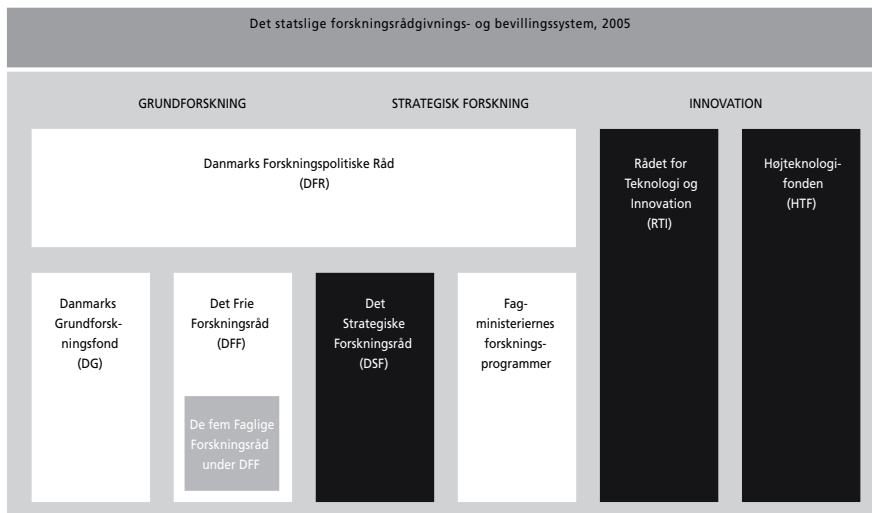 Det statslige forskningsrådgivnings- og bevillingssystem, 2005
GRUNDFORSKNING
STRATEGISK FORSKNING
INNOVATION
Danmarks Forskningspolitiske Råd
(DFR)
Rådet for
Teknologi og
Innovation
(RTI)
Højteknologi-
fonden
(HTF)
Danmarks
Grundforsk-
ningsfond
(DG)
Det Frie
Forskningsråd
(DFF)
De fem Faglige
Forskningsråd
under DFF
Det
Strategiske
Forskningsråd
(DSF)
Fag-
ministeriernes
forsknings-
programmer